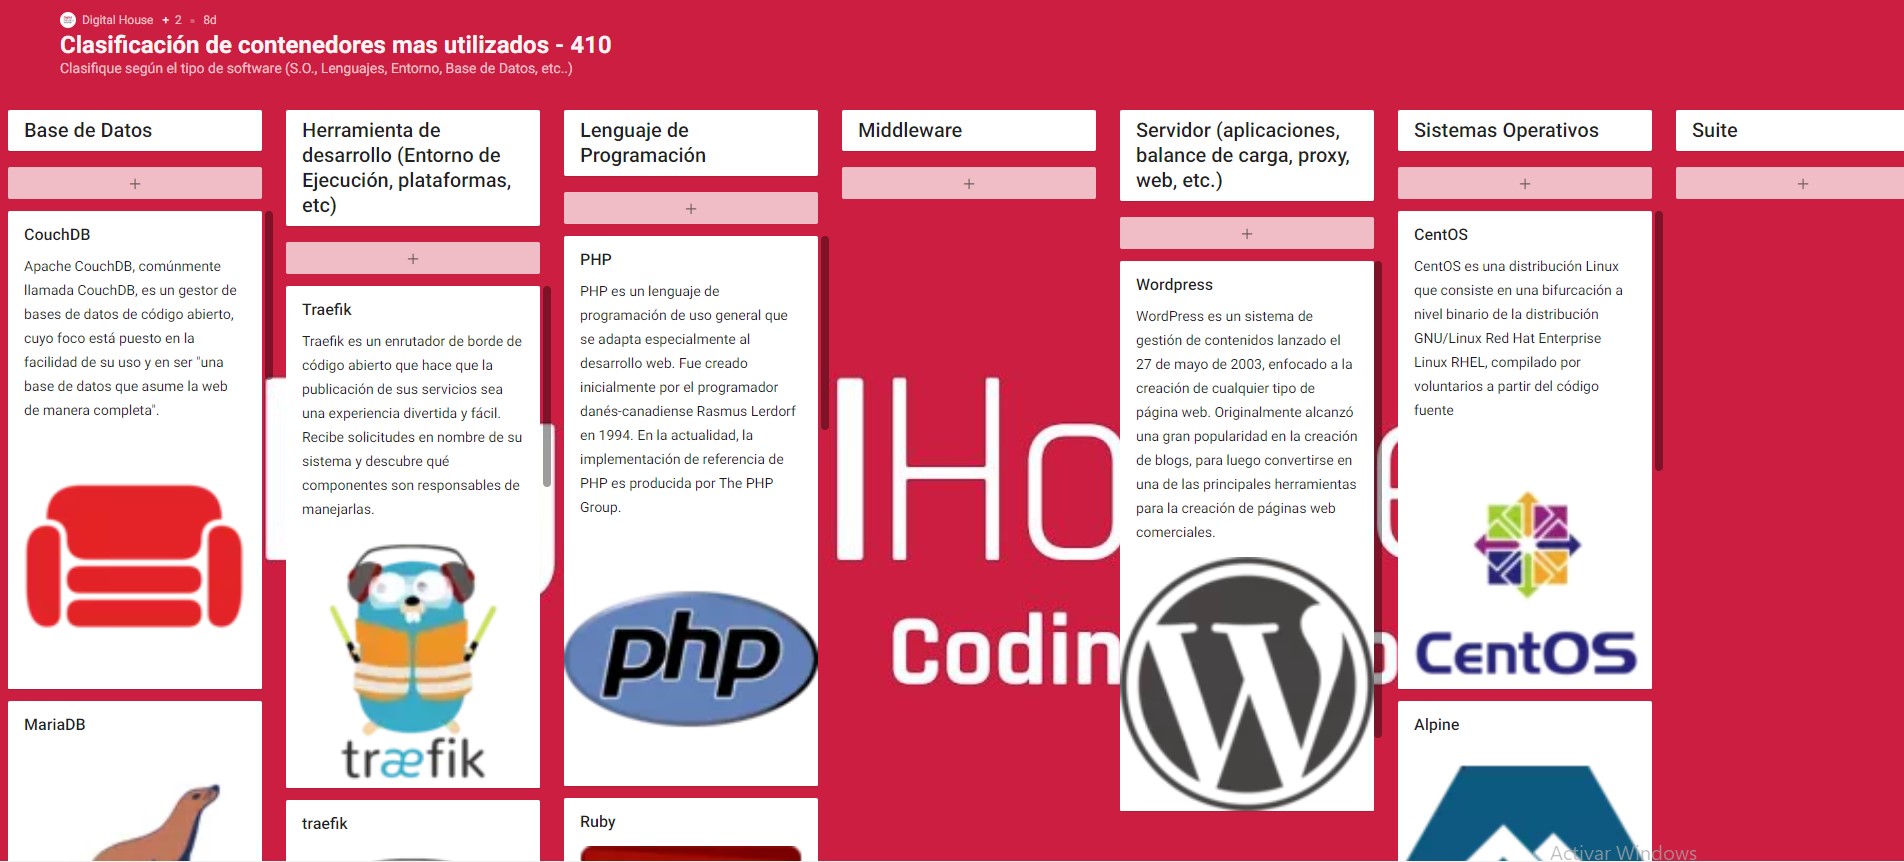 Digital House + 2 • 8d
Clasificación de contenedores mas utilizados - 410
Clasifique según el tipo de software (S.O., Lenguajes, Entorno, Base de Datos, etc..)
Base de Datos
+
CouchDB
Apache CouchDB, comúnmente
llamada CouchDB, es un gestor de
bases de datos de código abierto,
cuyo foco está puesto en la
facilidad de su uso y en ser "una
base de datos que asume la web
de manera completa".
MariaDB
Herramienta de
desarrollo (Entorno de
Ejecución, plataformas,
etc)
+
Traefik
Traefik es un enrutador de borde de
código abierto que hace que la
publicación de sus servicios sea
una experiencia divertida y fácil.
Recibe solicitudes en nombre de su
sistema y descubre qué
componentes son responsables de
manejarlas.
træfik
traefik
Lenguaje de
Programación
+
PHP
PHP es un lenguaje de
programación de uso general que
se adapta especialmente al
desarrollo web. Fue creado
inicialmente por el programador
danés-canadiense Rasmus Lerdorf
en 1994. En la actualidad, la
implementación de referencia de
PHP es producida por The PHP
Group.
php
Ruby
Middleware
+
Servidor (aplicaciones,
balance de carga, proxy,
web, etc.)
+
Wordpress
WordPress es un sistema de
gestión de contenidos lanzado el
27 de mayo de 2003, enfocado a la
creación de cualquier tipo de
página web. Originalmente alcanzó
una gran popularidad en la creación
de blogs, para luego convertirse en
una de las principales herramientas
para la creación de páginas web
comerciales.
W
Sistemas Operativos
+
CentOS
CentOS es una distribución Linux
que consiste en una bifurcación a
nivel binario de la distribución
GNU/Linux Red Hat Enterprise
Linux RHEL, compilado por
voluntarios a partir del código
fuente
CentOS
Alpine
Suite
+
Ho
Codin
Activar Windows